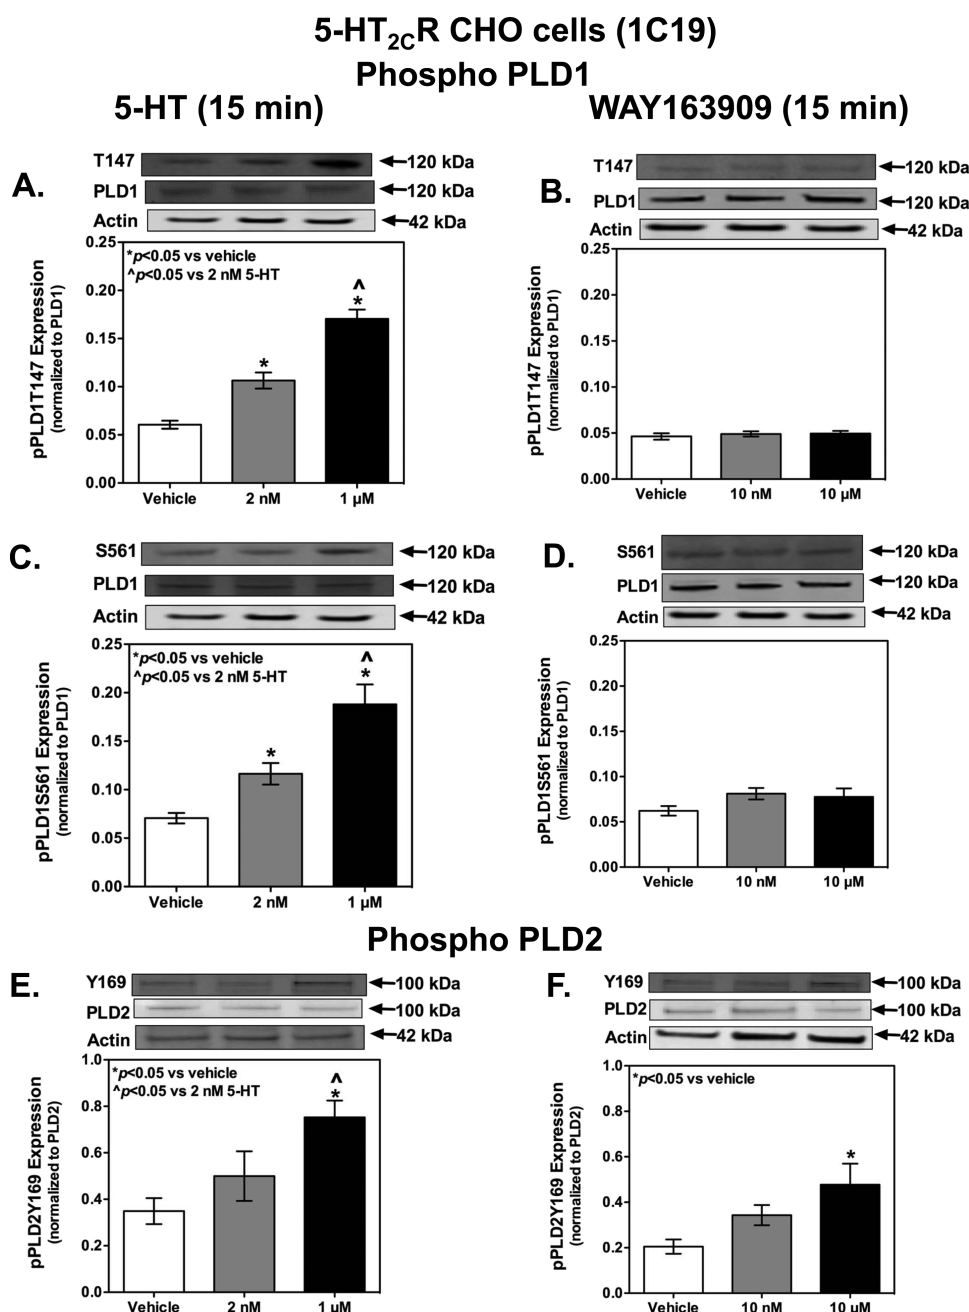 5-HT2CR CHO cells (1C19)
Phospho PLD1
5-HT (15 min)
WAY163909 (15 min)
A.
T147
120 kDa
PLD1
120 kDa
Actin
42 kDa
*p<0.05 vs vehicle
^p<0.05 vs 2 nM 5-HT
pPLD1T147 Expression
(normalized to PLD1)
0.25
0.20
0.15
0.10
0.05
0.00
*
^
*
Vehicle
2 nM
1 µM
B.
T147
120 kDa
PLD1
120 kDa
Actin
42 kDa
pPLD1T147 Expression
(normalized to PLD1)
0.25
0.20
0.15
0.10
0.05
0.00
Vehicle
10 nM
10 µM
C.
S561
120 kDa
PLD1
120 kDa
Actin
42 kDa
*p<0.05 vs vehicle
^p<0.05 vs 2 nM 5-HT
pPLD1S561 Expression
(normalized to PLD1)
0.25
0.20
0.15
0.10
0.05
0.00
*
^
*
Vehicle
2 nM
1 µM
D.
S561
120 kDa
PLD1
120 kDa
Actin
42 kDa
pPLD1S561 Expression
(normalized to PLD1)
0.25
0.20
0.15
0.10
0.05
0.00
Vehicle
10 nM
10 µM
Phospho PLD2
E.
Y169
100 kDa
PLD2
100 kDa
Actin
42 kDa
*p<0.05 vs vehicle
^p<0.05 vs 2 nM 5-HT
pPLD2Y169 Expression
(normalized to PLD2)
1.0
0.8
0.6
0.4
0.2
0.0
^
*
Vehicle
2 nM
1 µM
F.
Y169
100 kDa
PLD2
100 kDa
Actin
42 kDa
*p<0.05 vs vehicle
pPLD2Y169 Expression
(normalized to PLD2)
1.0
0.8
0.6
0.4
0.2
0.0
*
Vehicle
10 nM
10 µM